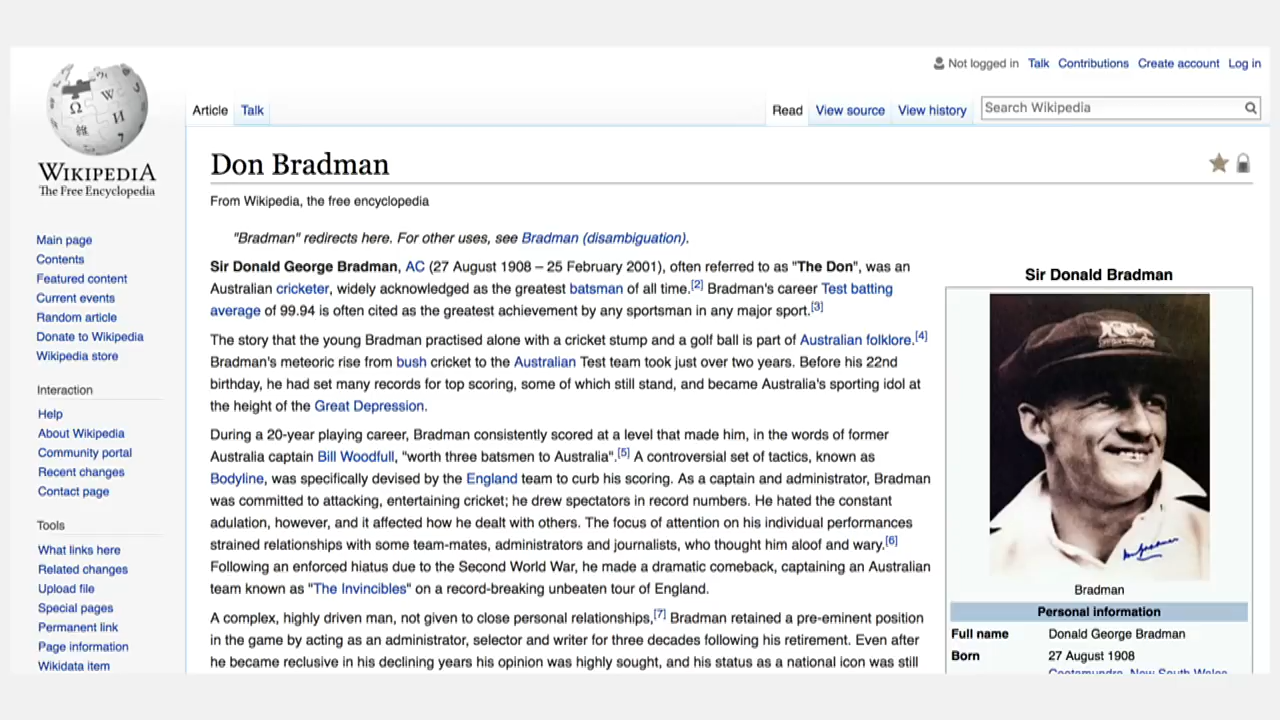 Not logged in Talk Contributions Create account Log in
Article Talk Read View source View history Search Wikipedia
WIKIPEDIA
The Free Encyclopedia
Main page
Contents
Featured content
Current events
Random article
Donate to Wikipedia
Wikipedia store
Interaction
Help
About Wikipedia
Community portal
Recent changes
Contact page
Tools
What links here
Related changes
Upload file
Special pages
Permanent link
Page information
Wikidata item
Don Bradman
From Wikipedia, the free encyclopedia
"Bradman" redirects here. For other uses, see Bradman (disambiguation).
Sir Donald George Bradman, AC (27 August 1908 – 25 February 2001), often referred to as "The Don", was an
Australian cricketer, widely acknowledged as the greatest batsman of all time.[2] Bradman's career Test batting
average of 99.94 is often cited as the greatest achievement by any sportsman in any major sport.[3]
The story that the young Bradman practised alone with a cricket stump and a golf ball is part of Australian folklore.[4]
Bradman's meteoric rise from bush cricket to the Australian Test team took just over two years. Before his 22nd
birthday, he had set many records for top scoring, some of which still stand, and became Australia's sporting idol at
the height of the Great Depression.
During a 20-year playing career, Bradman consistently scored at a level that made him, in the words of former
Australia captain Bill Woodfull, "worth three batsmen to Australia".[5] A controversial set of tactics, known as
Bodyline, was specifically devised by the England team to curb his scoring. As a captain and administrator, Bradman
was committed to attacking, entertaining cricket; he drew spectators in record numbers. He hated the constant
adulation, however, and it affected how he dealt with others. The focus of attention on his individual performances
strained relationships with some team-mates, administrators and journalists, who thought him aloof and wary.[6]
Following an enforced hiatus due to the Second World War, he made a dramatic comeback, captaining an Australian
team known as "The Invincibles" on a record-breaking unbeaten tour of England.
A complex, highly driven man, not given to close personal relationships,[7] Bradman retained a pre-eminent position
in the game by acting as an administrator, selector and writer for three decades following his retirement. Even after
he became reclusive in his declining years his opinion was highly sought, and his status as a national icon was still
Sir Donald Bradman
Bradman
Personal information
Full name Donald George Bradman
Born 27 August 1908
Cootamundra, New South Wales